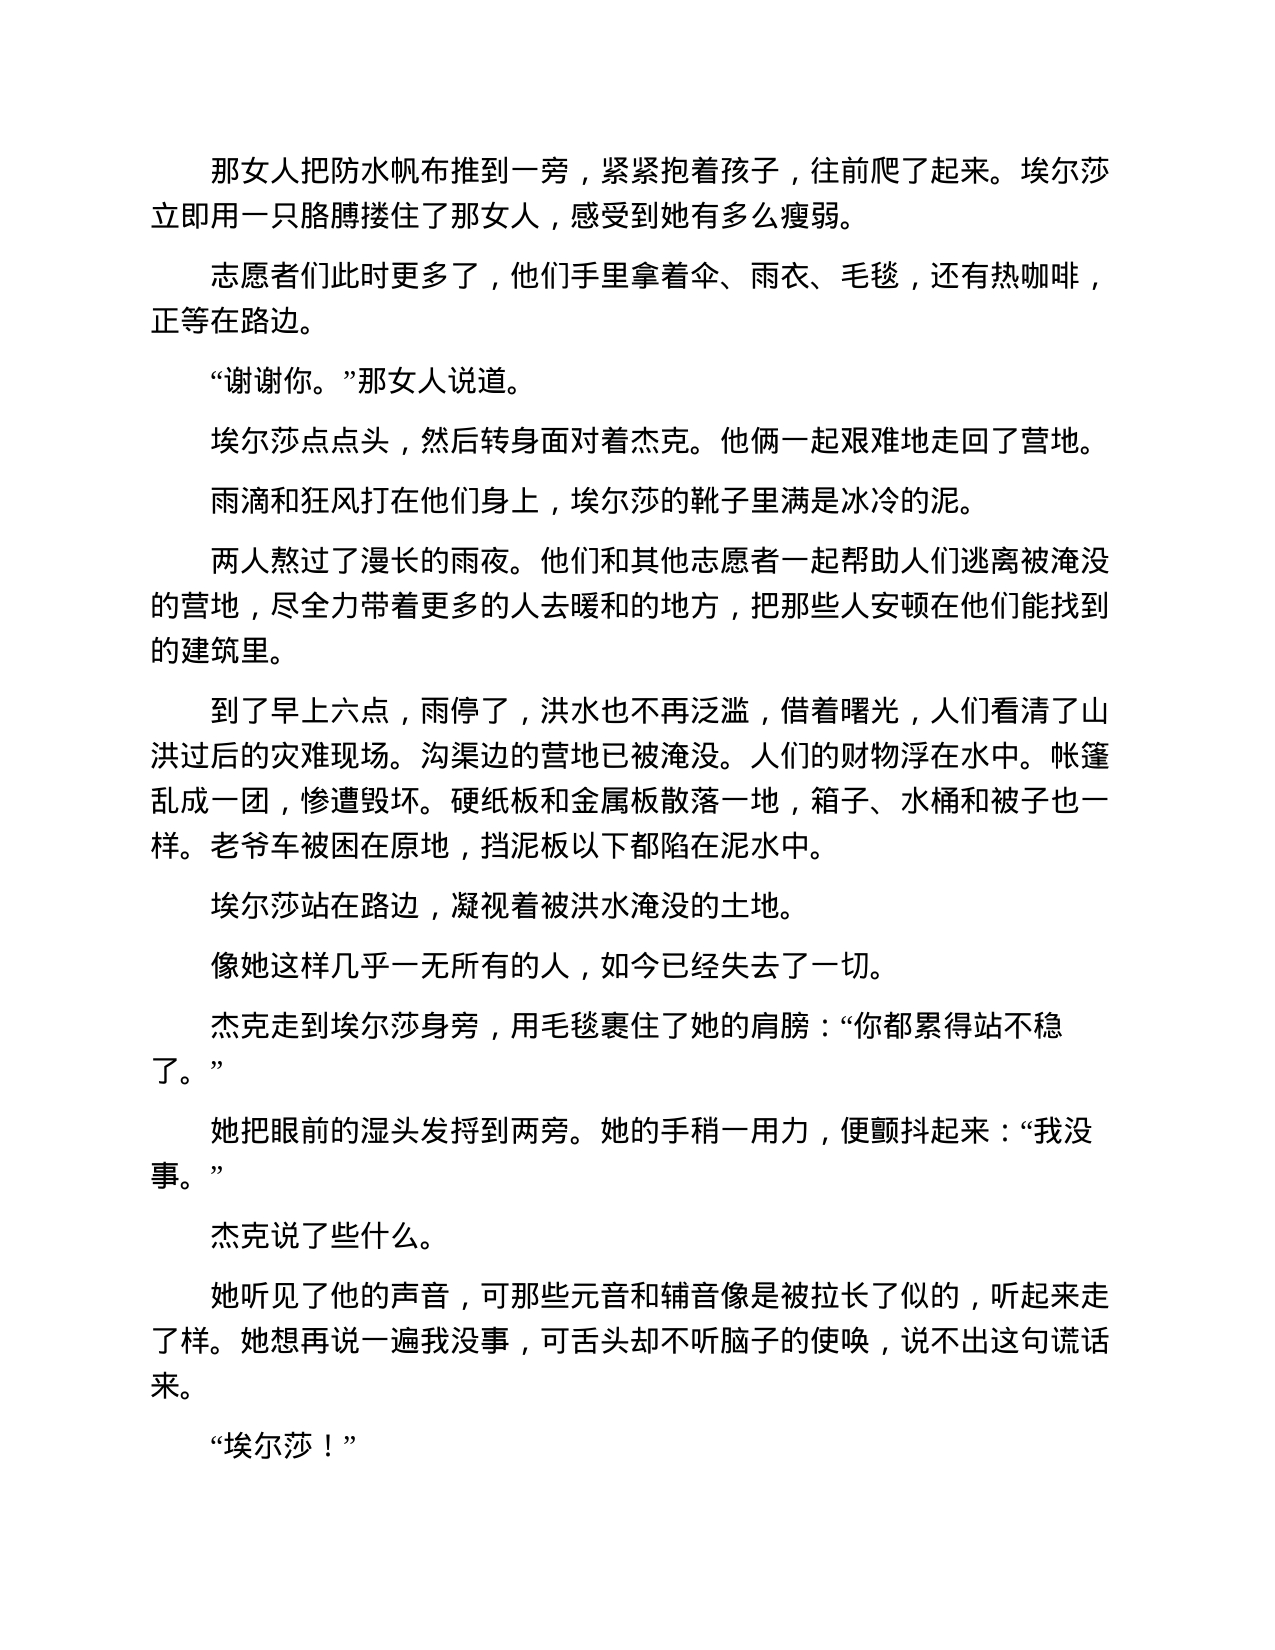 那女人把防水帆布推到一旁，紧紧抱着孩子，往前爬了起来。埃尔莎
立即用一只胳膊搂住了那女人，感受到她有多么瘦弱。
志愿者们此时更多了，他们手里拿着伞、雨衣、毛毯，还有热咖啡，
正等在路边。
“谢谢你。”那女人说道。
埃尔莎点点头，然后转身面对着杰克。他俩一起艰难地走回了营地。
雨滴和狂风打在他们身上，埃尔莎的靴子里满是冰冷的泥。
两人熬过了漫长的雨夜。他们和其他志愿者一起帮助人们逃离被淹没
的营地，尽全力带着更多的人去暖和的地方，把那些人安顿在他们能找到
的建筑里。
到了早上六点，雨停了，洪水也不再泛滥，借着曙光，人们看清了山
洪过后的灾难现场。沟渠边的营地已被淹没。人们的财物浮在水中。帐篷
乱成一团，惨遭毁坏。硬纸板和金属板散落一地，箱子、水桶和被子也一
样。老爷车被困在原地，挡泥板以下都陷在泥水中。
埃尔莎站在路边，凝视着被洪水淹没的土地。
像她这样几乎一无所有的人，如今已经失去了一切。
杰克走到埃尔莎身旁，用毛毯裹住了她的肩膀：“你都累得站不稳
了。”
她把眼前的湿头发捋到两旁。她的手稍一用力，便颤抖起来：“我没
事。”
杰克说了些什么。
她听见了他的声音，可那些元音和辅音像是被拉长了似的，听起来走
了样。她想再说一遍我没事，可舌头却不听脑子的使唤，说不出这句谎话
来。
“埃尔莎！”